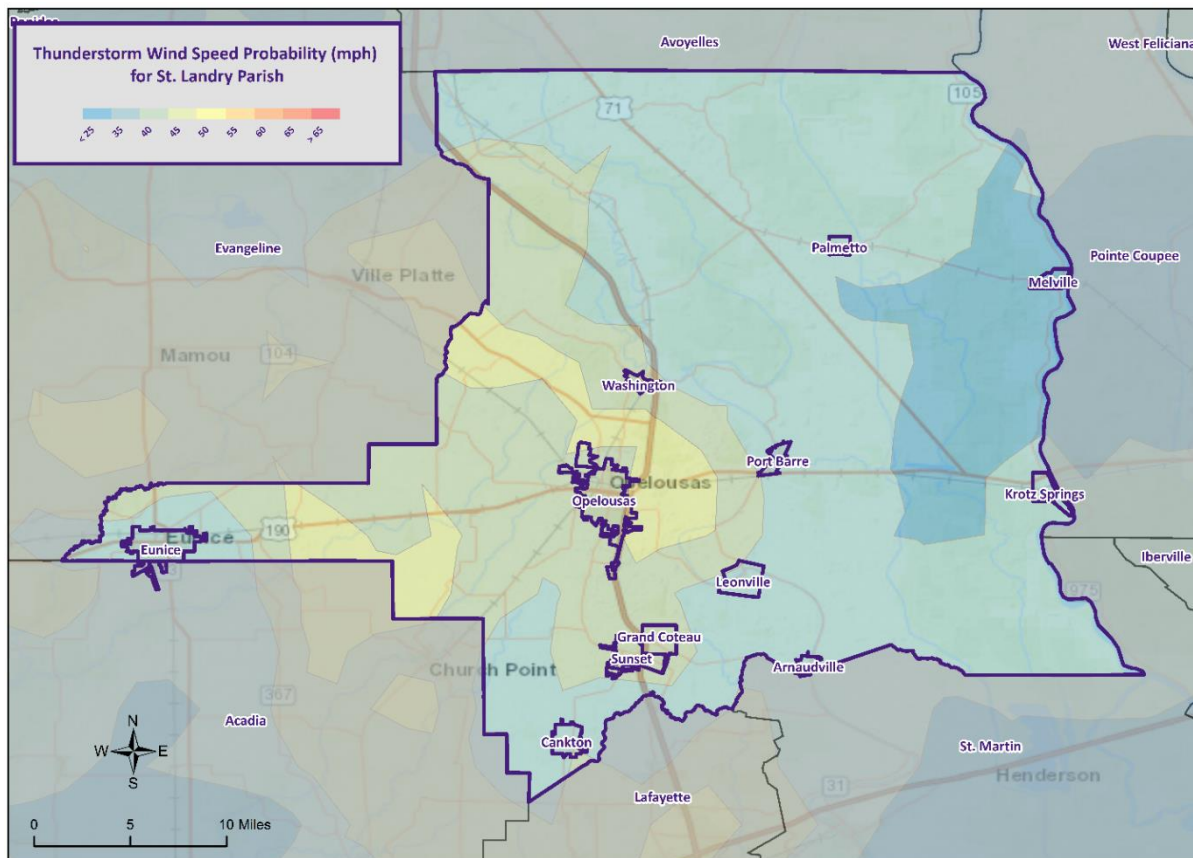 Rapides
Avoyelles
West Feliciana
Thunderstorm Wind Speed Probability (mph)
for St. Landry Parish
<25 35 40 45 50 55 60 65 >65
71
105
Evangeline
Ville Platte
Palmetto
Pointe Coupee
Melville
Mamou
104
Washington
Port Barre
Opelousas
Opelousas
Krotz Springs
Eunice
190
Eunice
Iberville
Leonville
975
Grand Coteau
Sunset
Church Point
Arnaudville
367
Acadia
Cankton
St. Martin
Henderson
N
W E
S
Lafayette
31
0 5 10 Miles